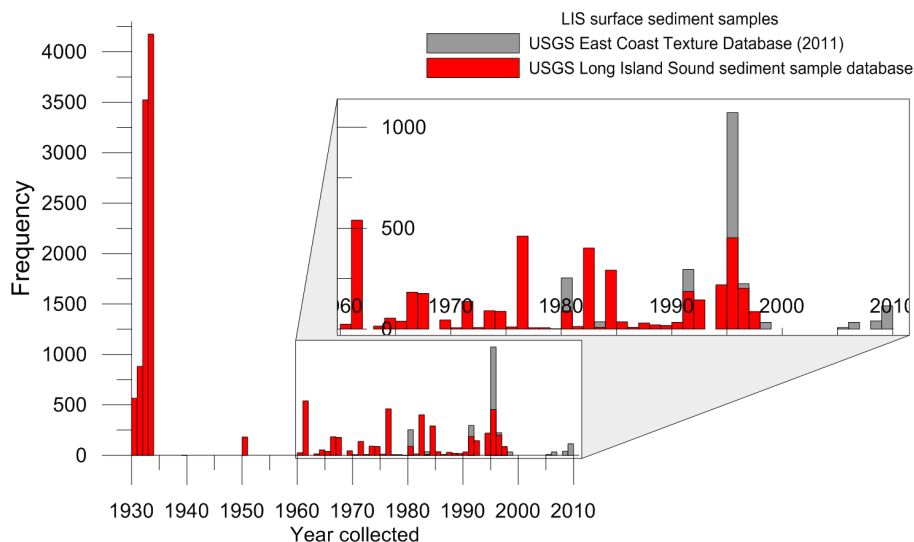 LIS surface sediment samples
USGS East Coast Texture Database (2011)
USGS Long Island Sound sediment sample database
4000
3500
3000
2500
2000
1500
1000
500
0
Frequency
1000
500
0
60 1970 1980 1990 2000 2010
1930 1940 1950 1960 1970 1980 1990 2000 2010
Year collected